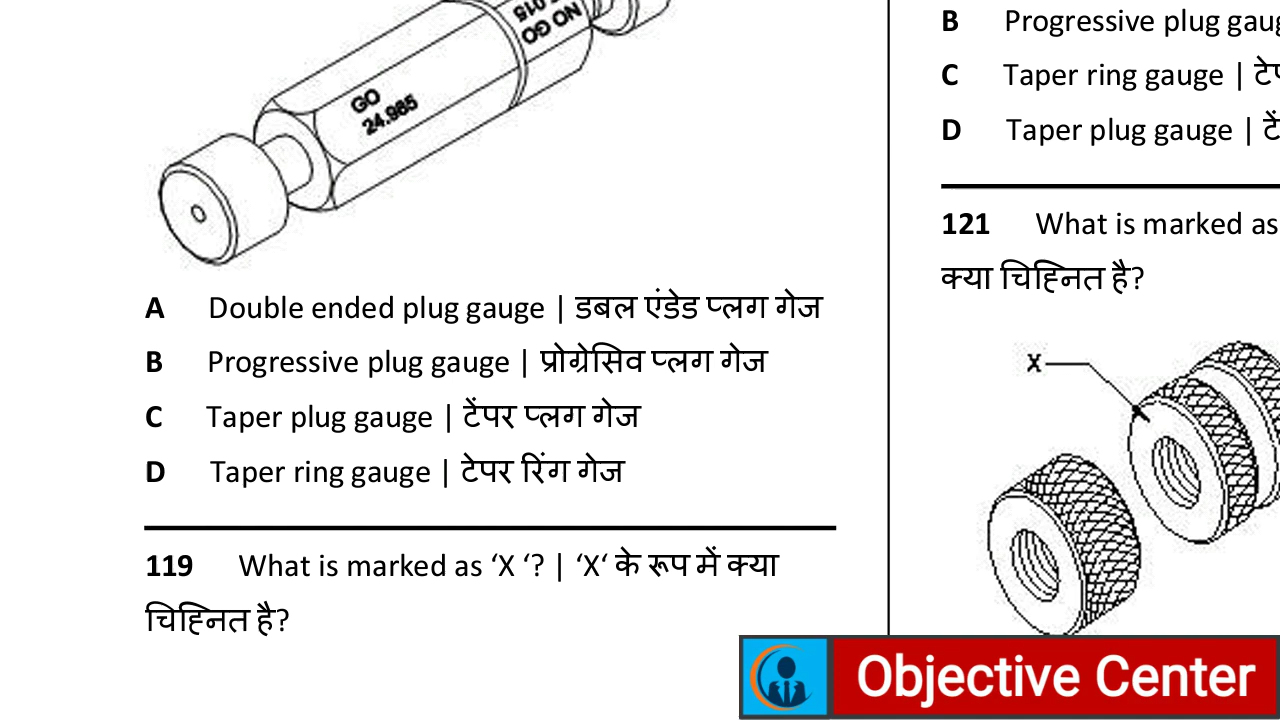 NO GO
GO
24.985
A Double ended plug gauge | डबल एंडेड प्लग गेज
B Progressive plug gauge | प्रोग्रेसिव प्लग गेज
C Taper plug gauge | टेंपर प्लग गेज
D Taper ring gauge | टेपर रिंग गेज
119 What is marked as ‘X ‘? | ‘X‘ के रूप में क्या
चिह्नित है?
B Progressive plug
C Taper ring gauge |
D Taper plug gauge |
121 What is marked as
क्या चिह्नित है?
X
Objective Center